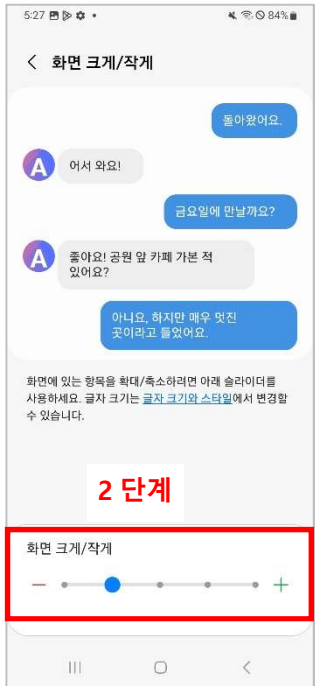 5:27
84%
화면 크게/작게
돌아왔어요.
A
어서 와요!
금요일에 만날까요?
A
좋아요! 공원 앞 카페 가본 적
있어요?
아니요, 하지만 매우 멋진
곳이라고 들었어요.
화면에 있는 항목을 확대/축소하려면 아래 슬라이더를
사용하세요. 글자 크기는 글자 크기와 스타일에서 변경할
수 있습니다.
2 단계
화면 크게/작게